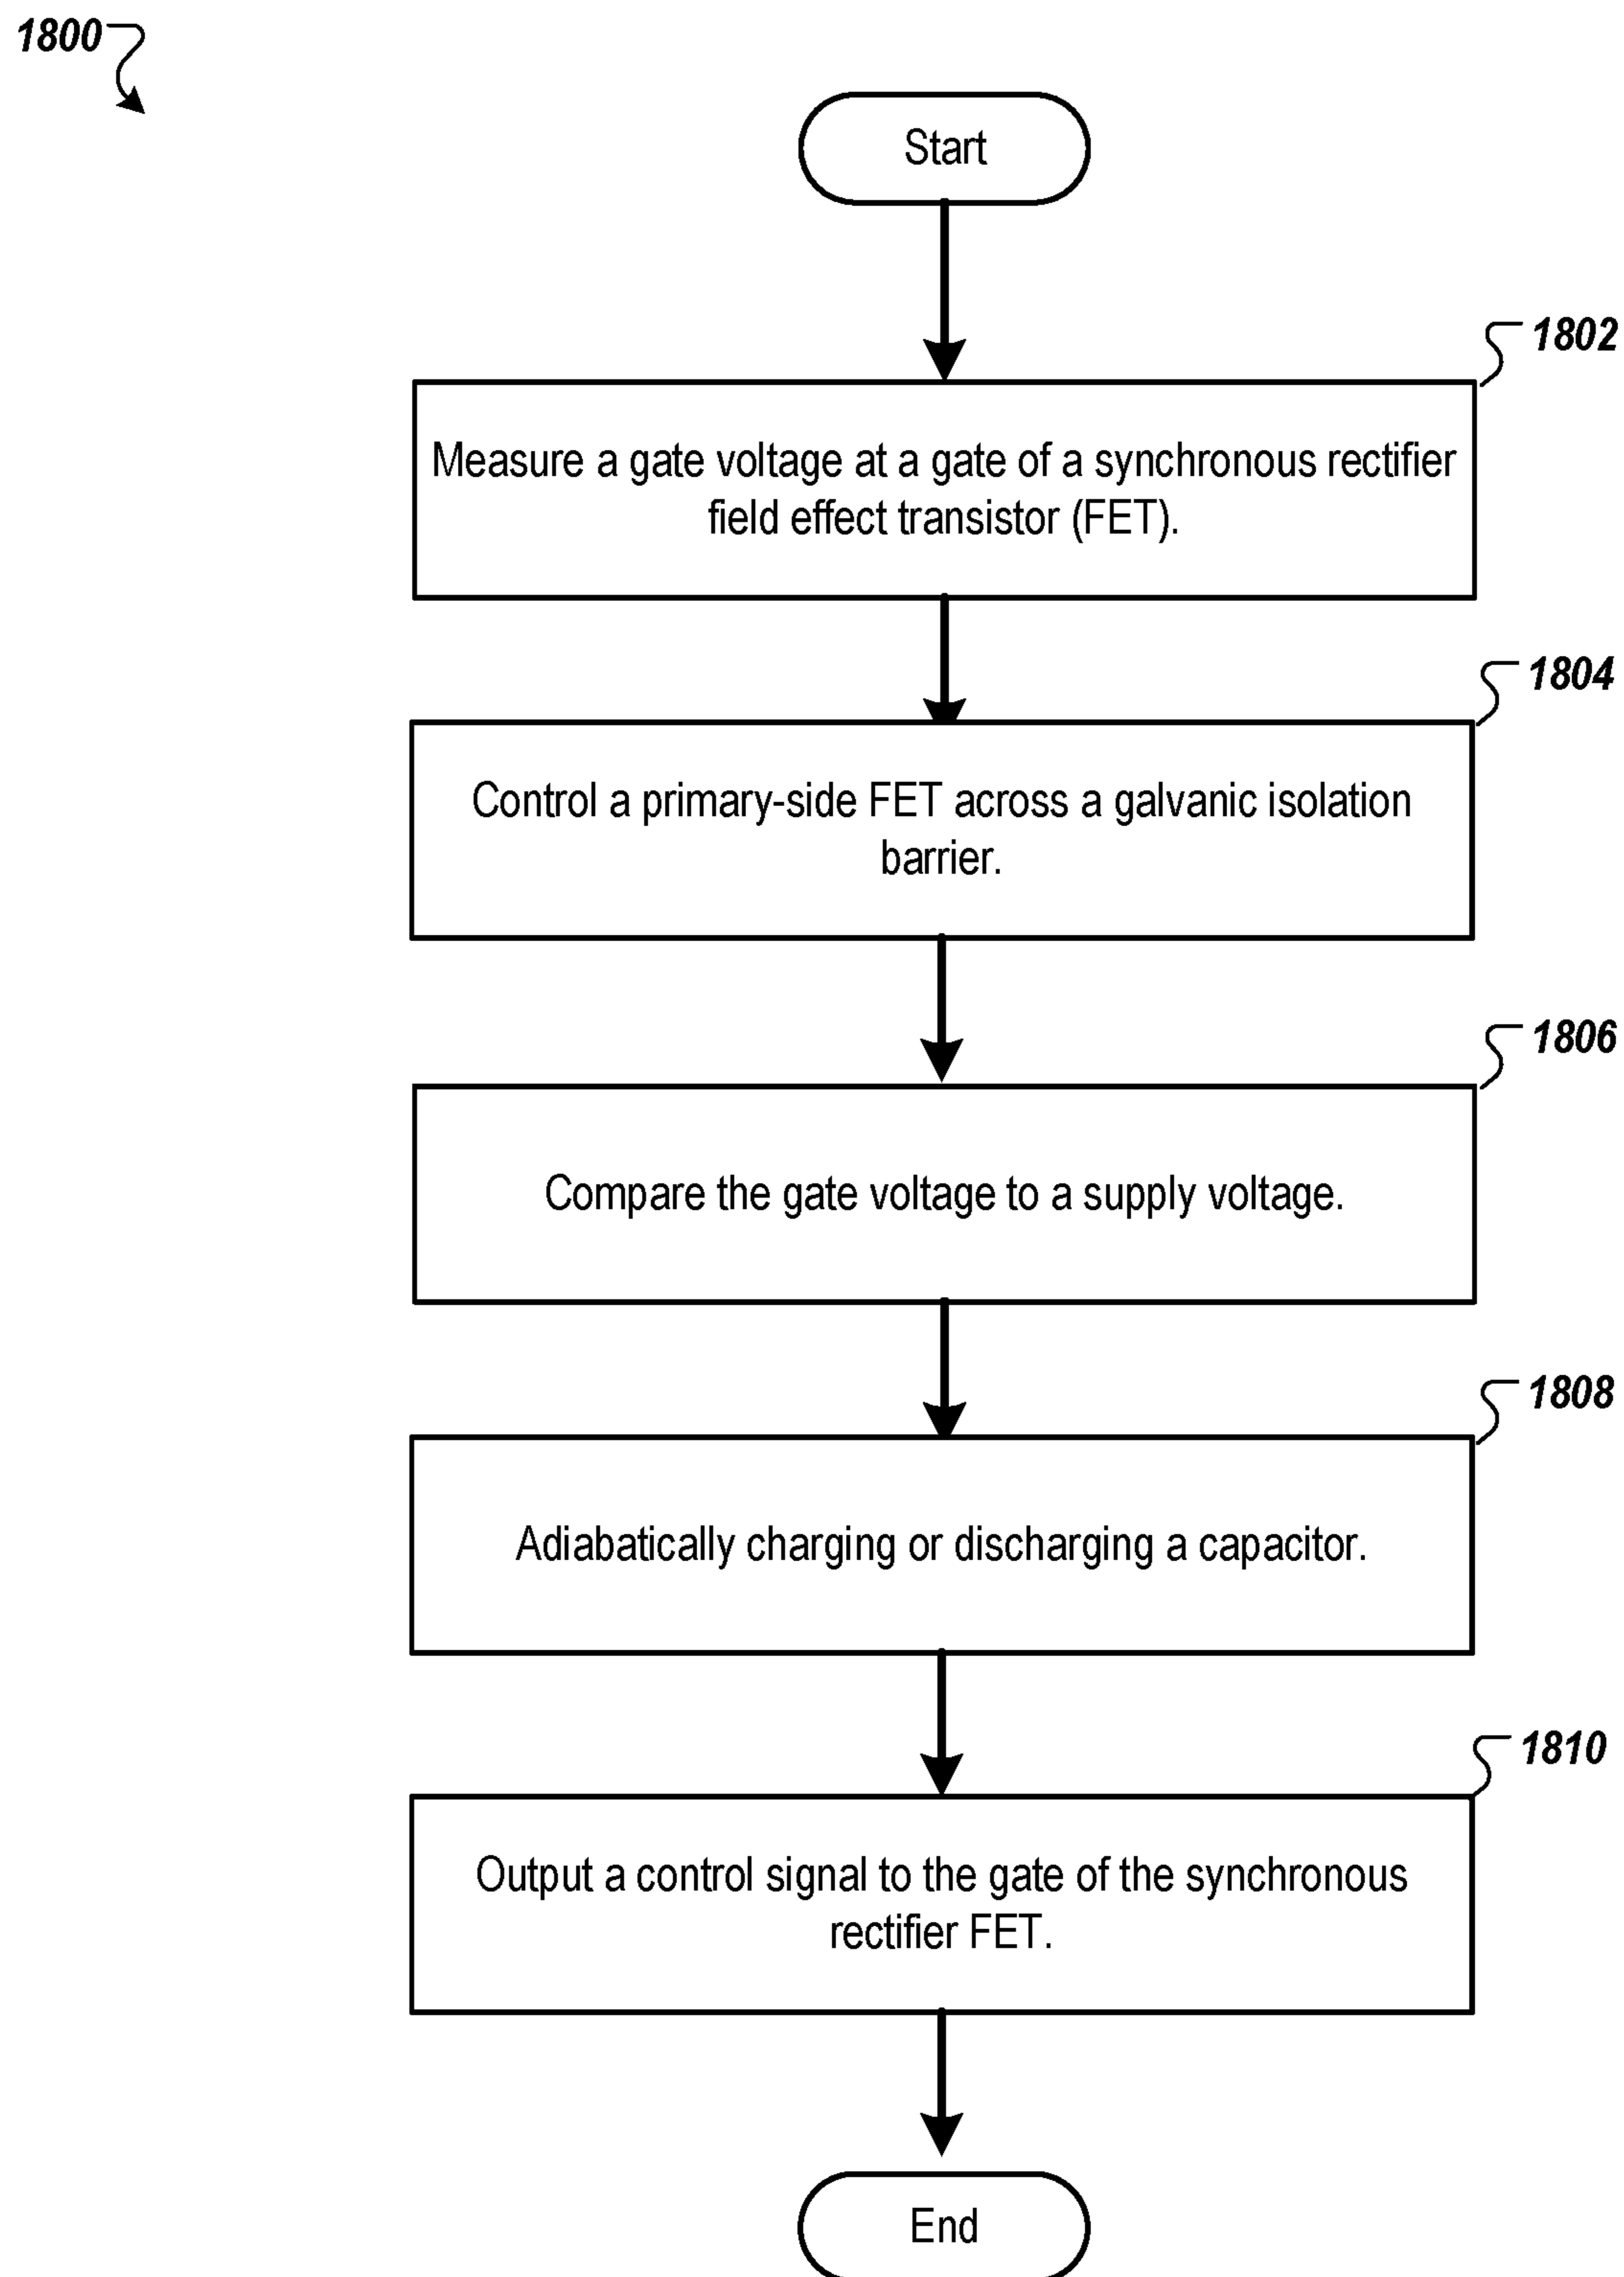 1800
Start
1802
Measure a gate voltage at a gate of a synchronous rectifier
field effect transistor (FET).
1804
Control a primary-side FET across a galvanic isolation
barrier.
1806
Compare the gate voltage to a supply voltage.
1808
Adiabatically charging or discharging a capacitor.
1810
Output a control signal to the gate of the synchronous
rectifier FET.
End